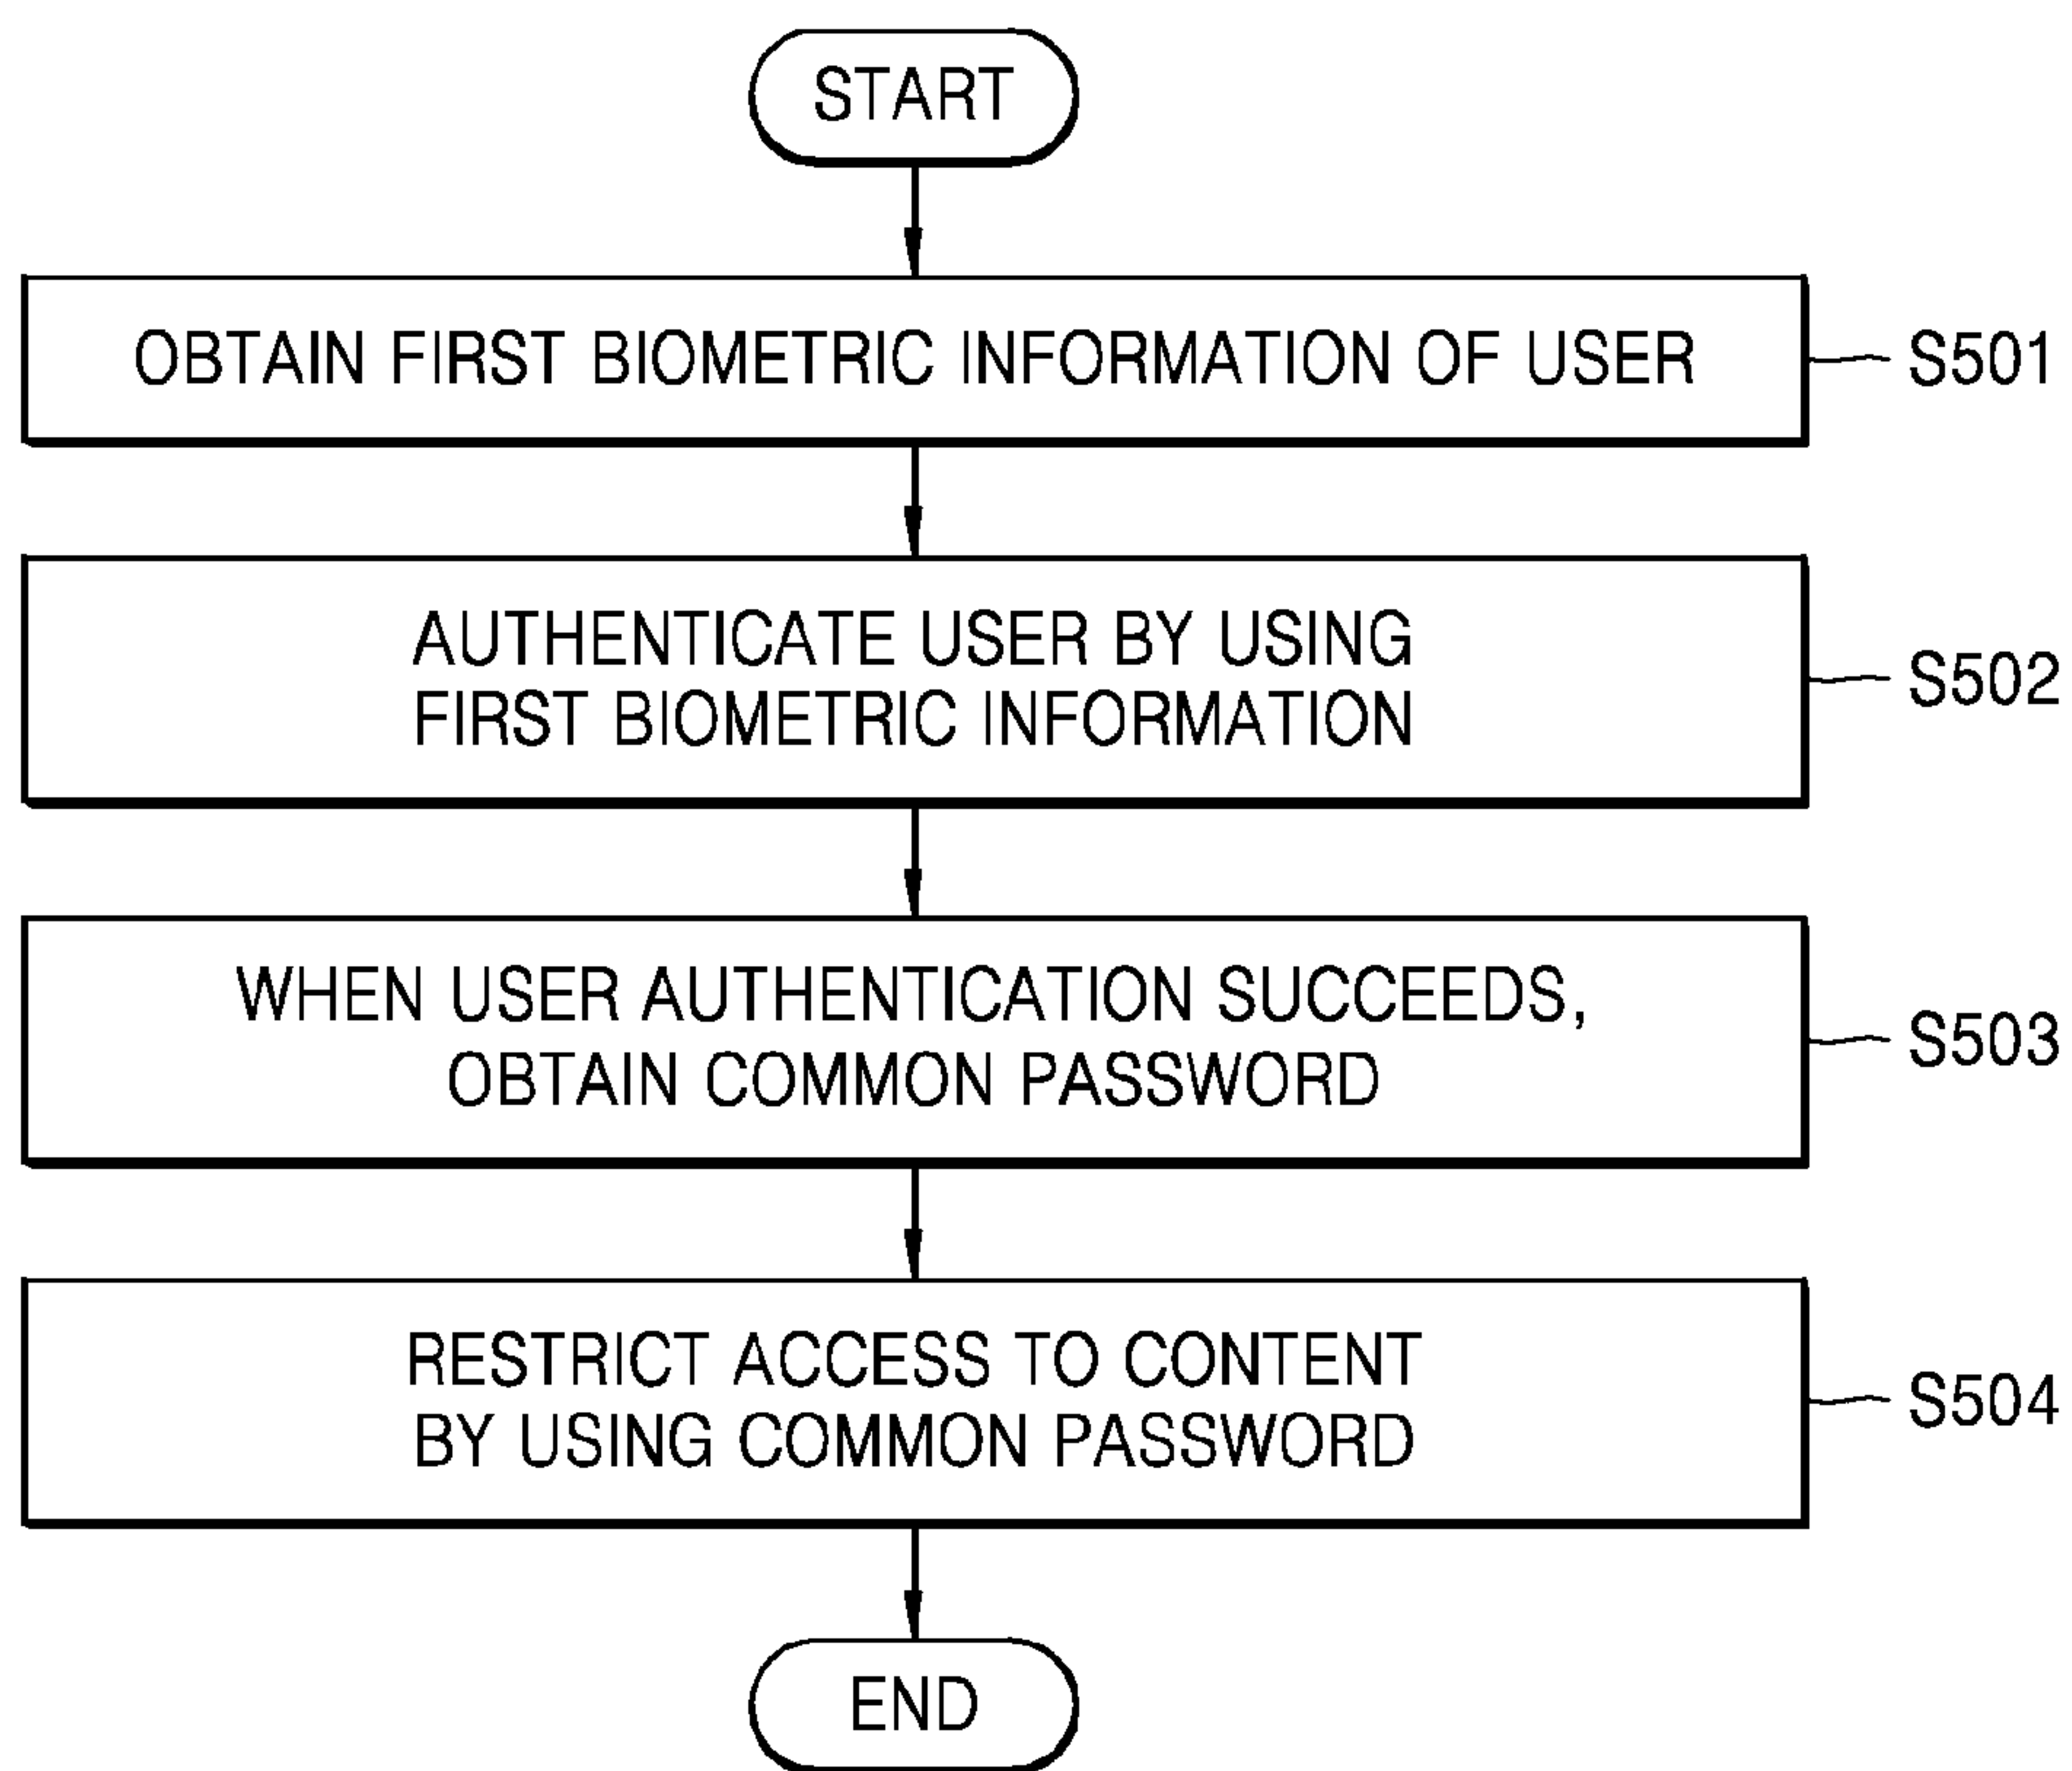 START
OBTAIN FIRST BIOMETRIC INFORMATION OF USER
S501
AUTHENTICATE USER BY USING
FIRST BIOMETRIC INFORMATION
S502
WHEN USER AUTHENTICATION SUCCEEDS,
OBTAIN COMMON PASSWORD
S503
RESTRICT ACCESS TO CONTENT
BY USING COMMON PASSWORD
S504
END